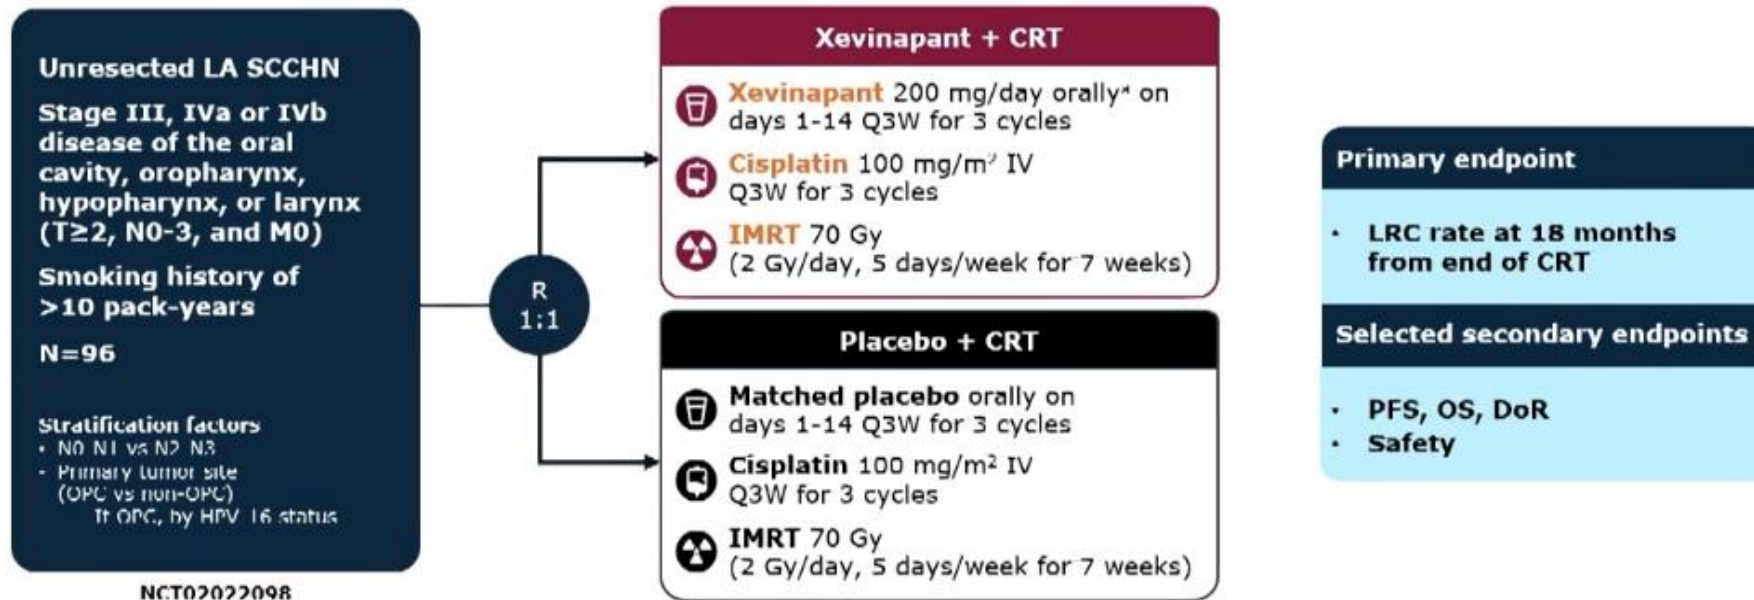 Unresected LA SCCHN
Stage III, IVa or IVb
disease of the oral
cavity, oropharynx,
hypopharynx, or larynx
(T≥2, N0-3, and M0)
Smoking history of
>10 pack-years
N=96
Stratification factors
• N0 N1 vs N2 N3
- Primary tumor site
(OPC vs non-OPC)
If OPC, by HPV 16 status
NCT02022098
R
1:1
Xevinapant + CRT
Xevinapant 200 mg/day orally* on
days 1-14 Q3W for 3 cycles
Cisplatin 100 mg/m² IV
Q3W for 3 cycles
IMRT 70 Gy
(2 Gy/day, 5 days/week for 7 weeks)
Placebo + CRT
Matched placebo orally on
days 1-14 Q3W for 3 cycles
Cisplatin 100 mg/m² IV
Q3W for 3 cycles
IMRT 70 Gy
(2 Gy/day, 5 days/week for 7 weeks)
Primary endpoint
• LRC rate at 18 months
from end of CRT
Selected secondary endpoints
• PFS, OS, DoR
• Safety